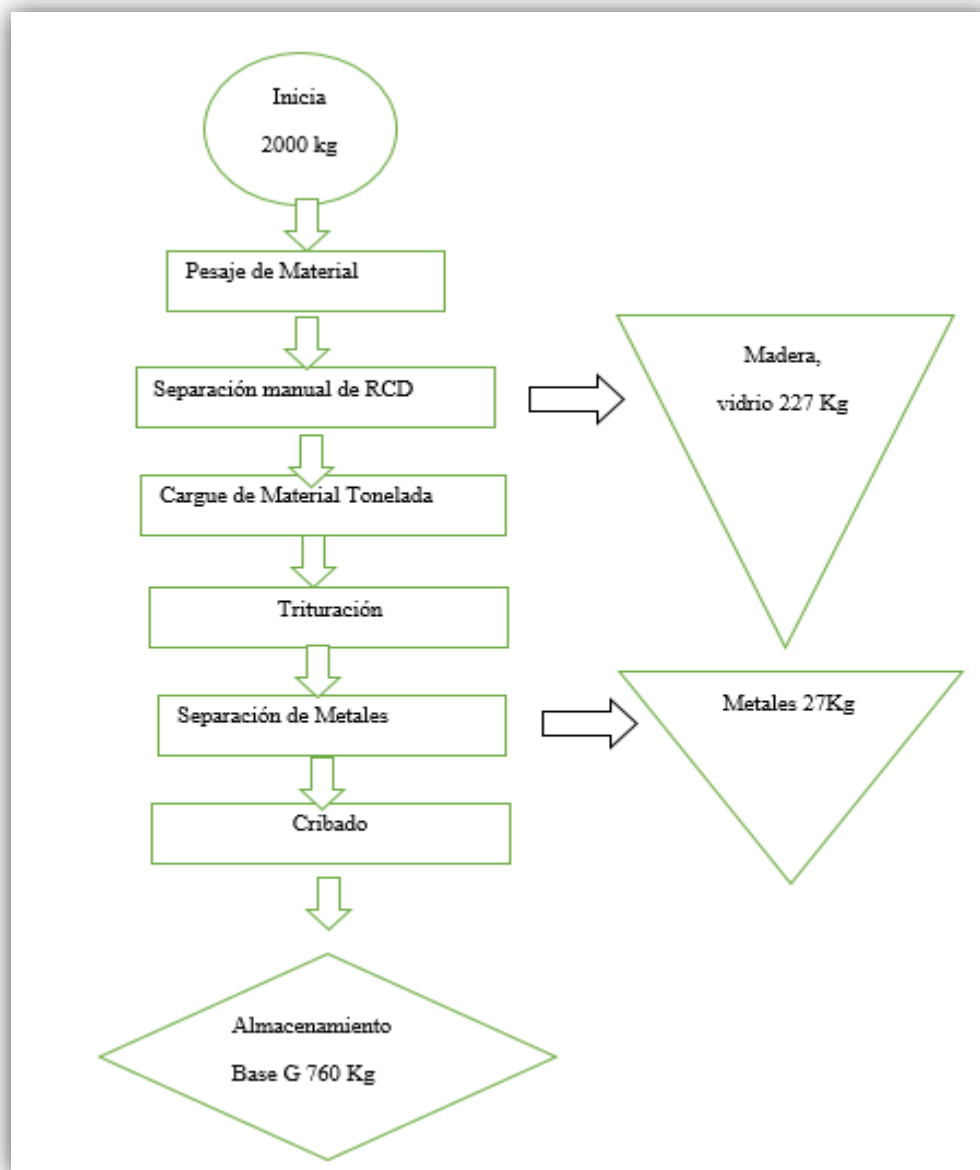 Inicia
2000 kg
Pesaje de Material
Separación manual de RCD
Madera,
vidrio 227 Kg
Cargue de Material Tonelada
Trituración
Separación de Metales
Metales 27Kg
Cribado
Almacenamiento
Base G 760 Kg